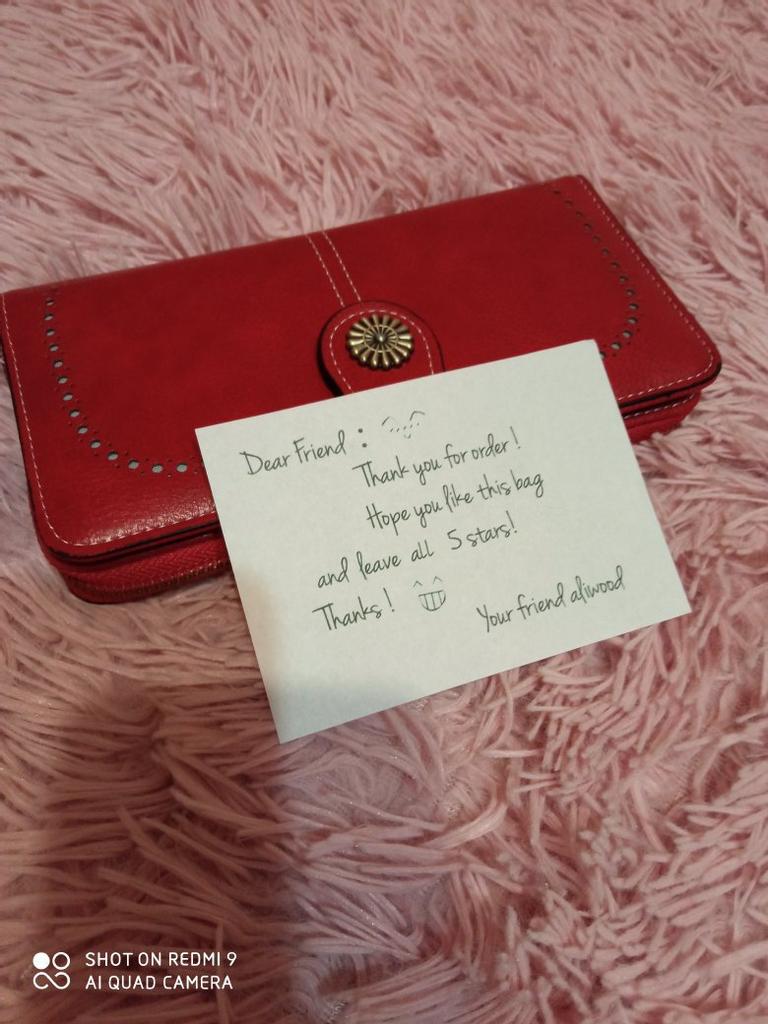 Dear Friend :
Thank you for order!
Hope you like this bag
and leave all 5 stars!
Thanks!
Your friend aliwood
SHOT ON REDMI 9
AI QUAD CAMERA